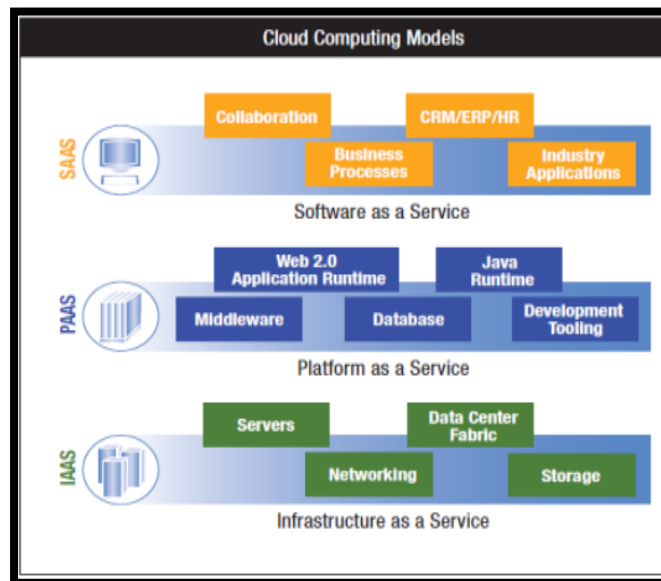 Cloud Computing Models
SAAS
Collaboration
CRM/ERP/HR
Business
Processes
Industry
Applications
Software as a Service
PAAS
Web 2.0
Application Runtime
Java
Runtime
Middleware
Database
Development
Tooling
Platform as a Service
IAAS
Servers
Data Center
Fabric
Networking
Storage
Infrastructure as a Service